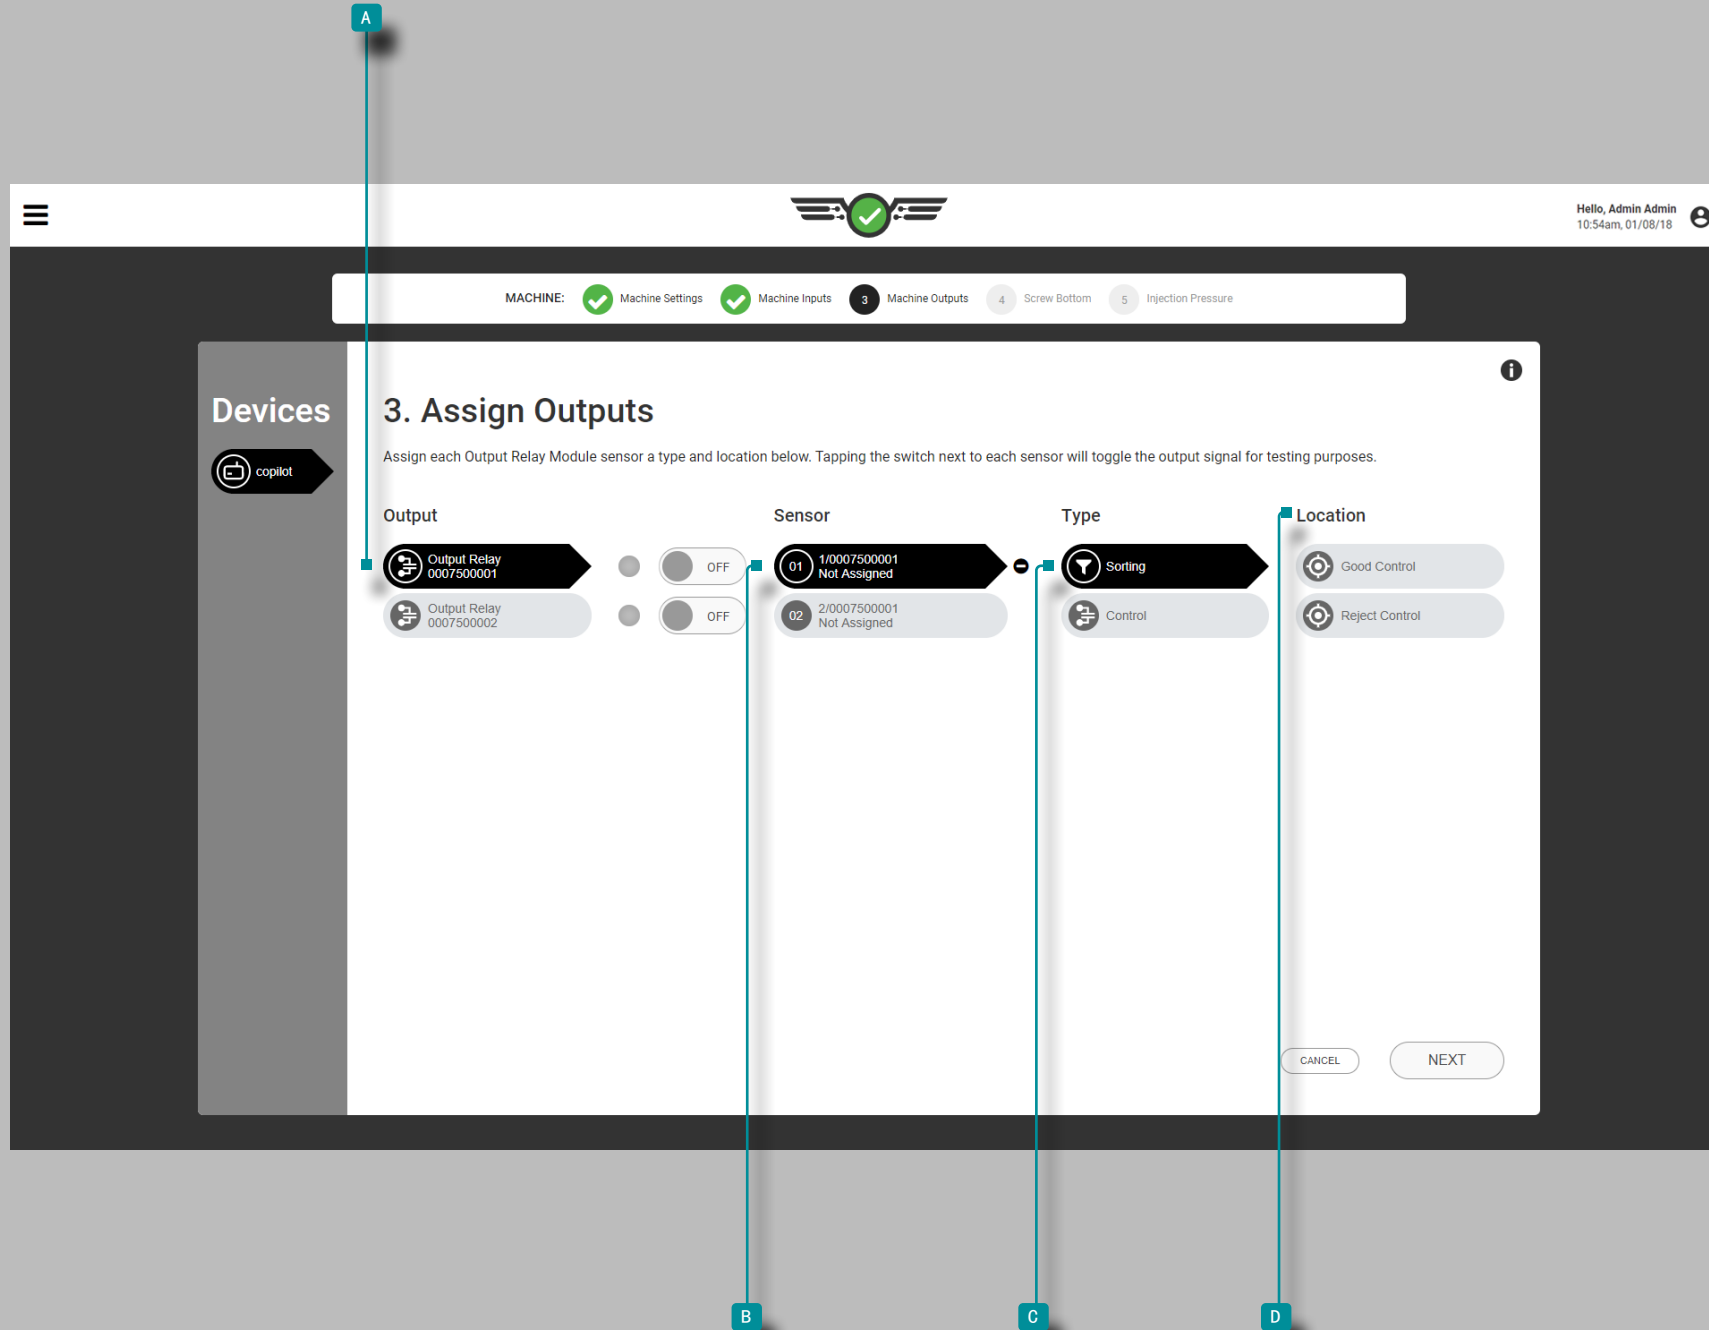 A
Hello, Admin Admin
10:54am, 01/08/18
MACHINE: Machine Settings Machine Inputs 3 Machine Outputs 4 Screw Bottom 5 Injection Pressure
Devices
copilot
3. Assign Outputs
Assign each Output Relay Module sensor a type and location below. Tapping the switch next to each sensor will toggle the output signal for testing purposes.
Output Sensor Type Location
Output Relay
0007500001
OFF
01 1/0007500001
Not Assigned
Sorting
Good Control
Output Relay
0007500002
OFF
02 2/0007500001
Not Assigned
Control
Reject Control
CANCEL NEXT
B C D